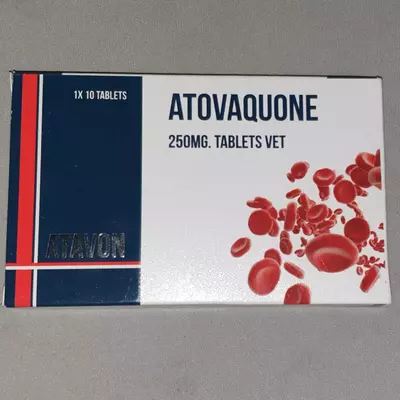 1X 10 TABLETS
ATOVAQUONE
250MG. TABLETS VET
ATAVON